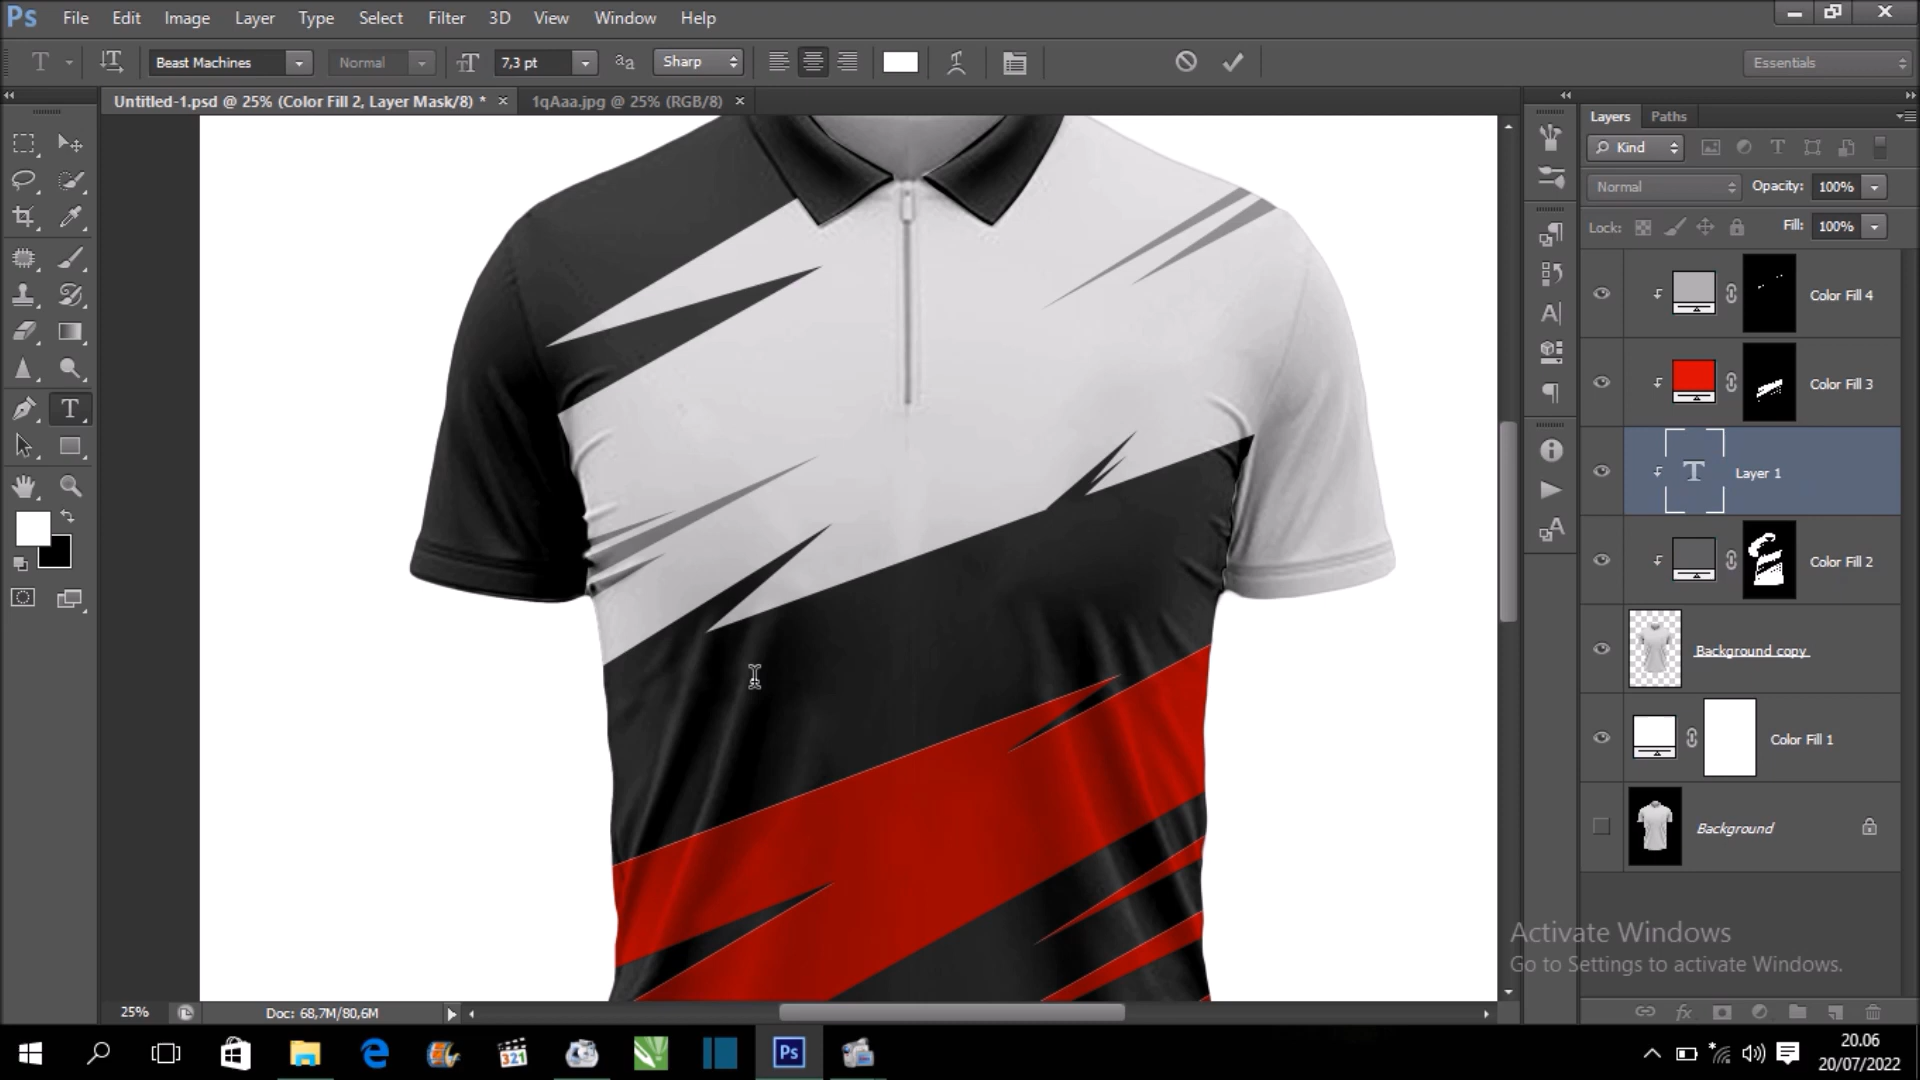 Ps File Edit Image Layer Type Select Filter 3D View Window Help
T Beast Machines Normal 7,3 pt aa Sharp Essentials
Untitled-1.psd @ 25% (Color Fill 2, Layer Mask/8) * × 1qAaa.jpg @ 25% (RGB/8) ×
Layers Paths
Kind
Normal Opacity: 100%
Lock: Fill: 100%
Color Fill 4
Color Fill 3
T Layer 1
Color Fill 2
Background copy
Color Fill 1
Background
Activate Windows
Go to Settings to activate Windows.
25% Doc: 68,7M/80,6M
321
Ps
20.06
20/07/2022